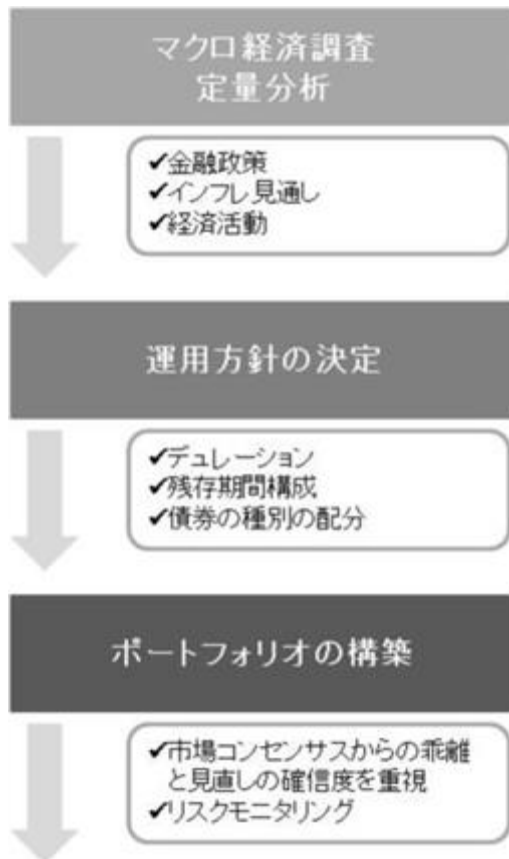 マクロ経済調査
定量分析
✔金融政策
✔インフレ見通し
✔経済活動
運用方針の決定
✔デュレーション
✔残存期間構成
✔債券の種別の配分
ポートフォリオの構築
✔市場コンセンサスからの乖離
と見直しの確信度を重視
✔リスクモニタリング